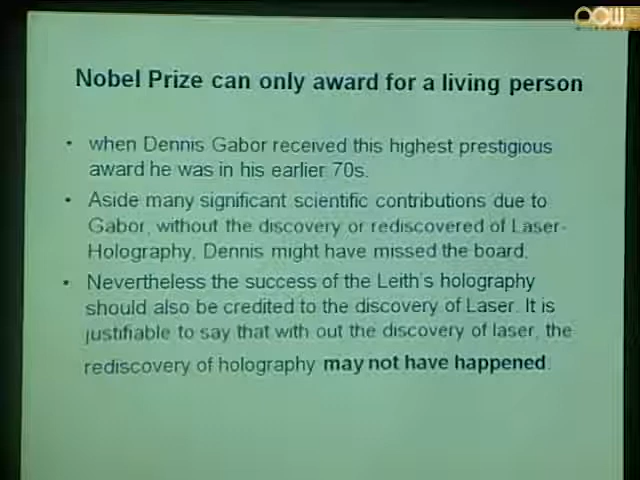 OCW
Nobel Prize can only award for a living person
• when Dennis Gabor received this highest prestigious
award he was in his earlier 70s.
• Aside many significant scientific contributions due to
Gabor, without the discovery or rediscovered of Laser-
Holography, Dennis might have missed the board.
• Nevertheless the success of the Leith's holography
should also be credited to the discovery of Laser. It is
justifiable to say that with out the discovery of laser, the
rediscovery of holography may not have happened.